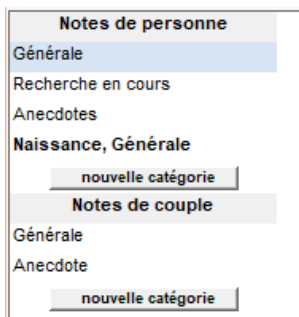 Notes de personne
Générale
Recherche en cours
Anecdotes
Naissance, Générale
nouvelle catégorie
Notes de couple
Générale
Anecdote
nouvelle catégorie